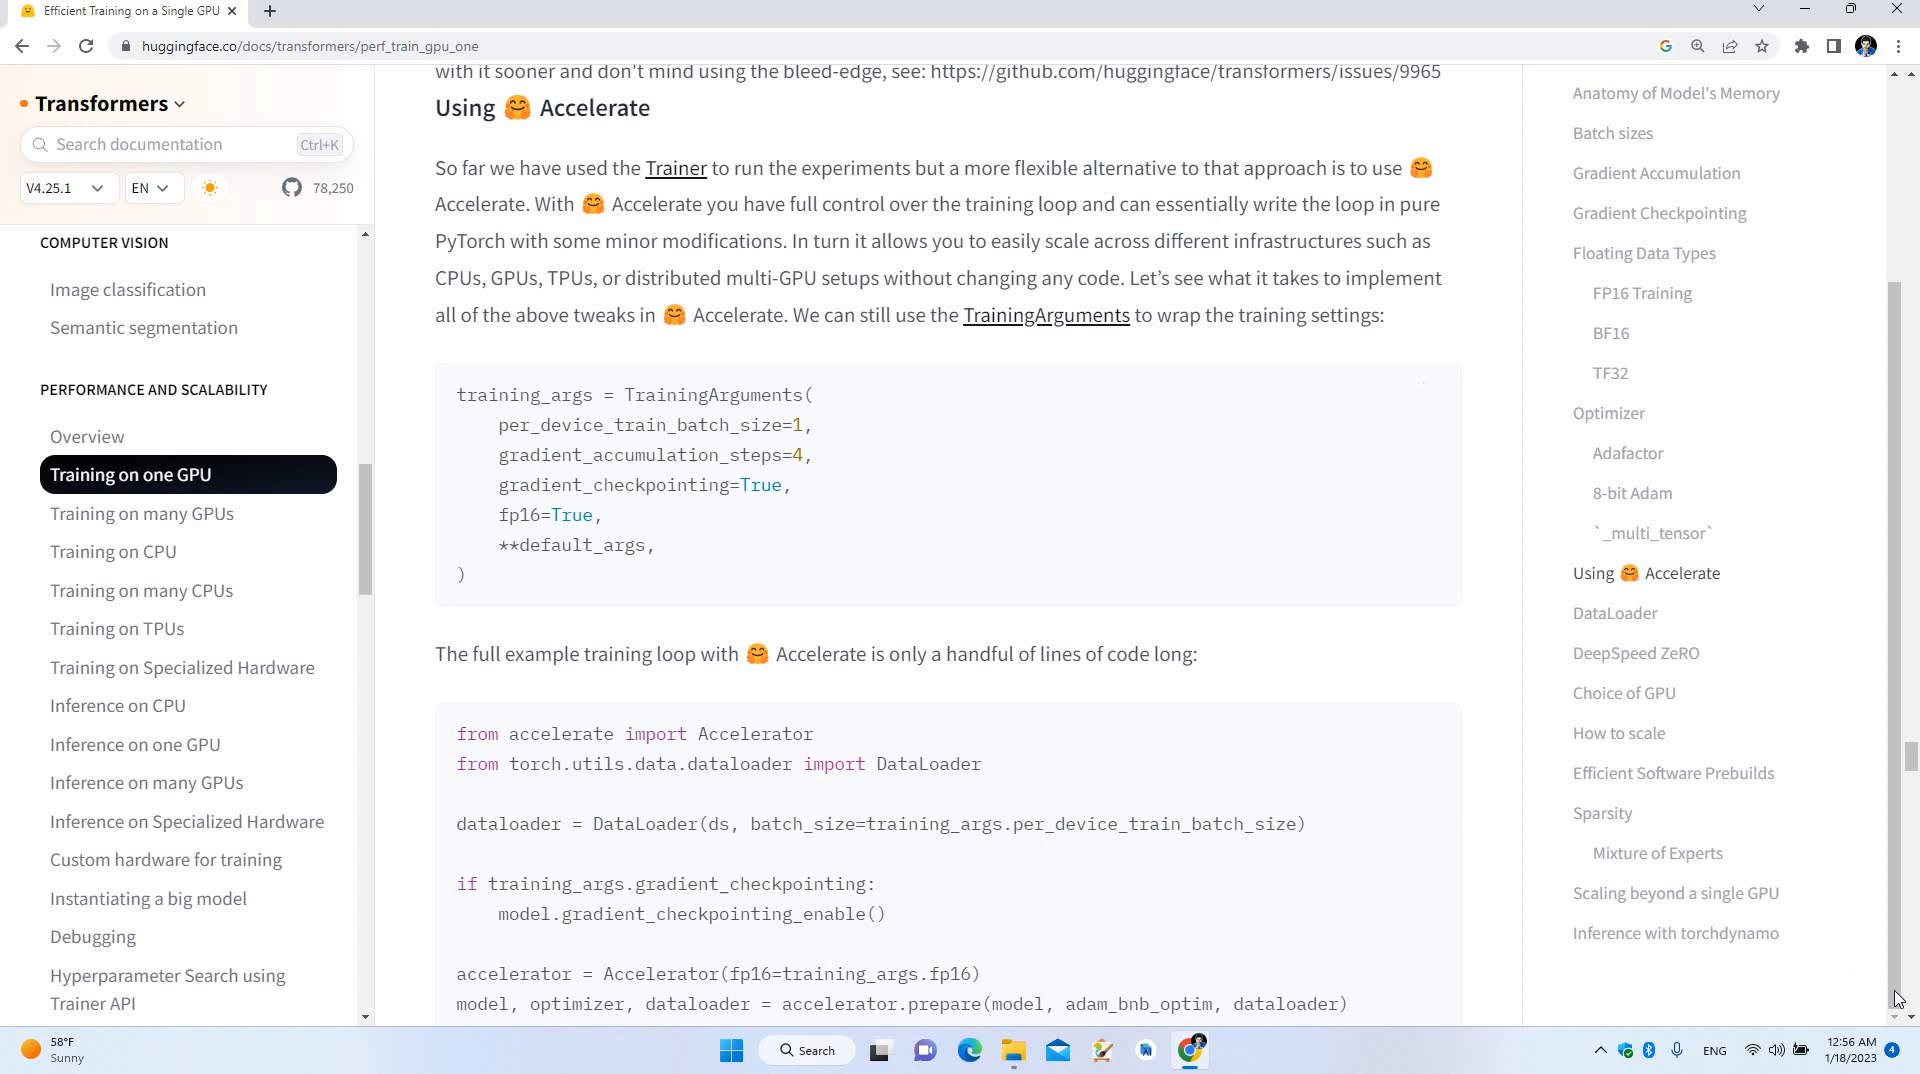 Efficient Training on a Single GPU
huggingface.co/docs/transformers/perf_train_gpu_one
Transformers
Search documentation Ctrl+K
V4.25.1 EN 78,250
COMPUTER VISION
Image classification
Semantic segmentation
PERFORMANCE AND SCALABILITY
Overview
Training on one GPU
Training on many GPUs
Training on CPU
Training on many CPUs
Training on TPUs
Training on Specialized Hardware
Inference on CPU
Inference on one GPU
Inference on many GPUs
Inference on Specialized Hardware
Custom hardware for training
Instantiating a big model
Debugging
Hyperparameter Search using
Trainer API
with it sooner and don't mind using the bleed-edge, see: https://github.com/huggingface/transformers/issues/9965
Using 🤗 Accelerate
So far we have used the Trainer to run the experiments but a more flexible alternative to that approach is to use 🤗
Accelerate. With 🤗 Accelerate you have full control over the training loop and can essentially write the loop in pure
PyTorch with some minor modifications. In turn it allows you to easily scale across different infrastructures such as
CPUs, GPUs, TPUs, or distributed multi-GPU setups without changing any code. Let’s see what it takes to implement
all of the above tweaks in 🤗 Accelerate. We can still use the TrainingArguments to wrap the training settings:
training_args = TrainingArguments(
    per_device_train_batch_size=1,
    gradient_accumulation_steps=4,
    gradient_checkpointing=True,
    fp16=True,
    **default_args,
)
The full example training loop with 🤗 Accelerate is only a handful of lines of code long:
from accelerate import Accelerator
from torch.utils.data.dataloader import DataLoader
dataloader = DataLoader(ds, batch_size=training_args.per_device_train_batch_size)
if training_args.gradient_checkpointing:
    model.gradient_checkpointing_enable()
accelerator = Accelerator(fp16=training_args.fp16)
model, optimizer, dataloader = accelerator.prepare(model, adam_bnb_optim, dataloader)
Anatomy of Model's Memory
Batch sizes
Gradient Accumulation
Gradient Checkpointing
Floating Data Types
FP16 Training
BF16
TF32
Optimizer
Adafactor
8-bit Adam
`_multi_tensor`
Using 🤗 Accelerate
DataLoader
DeepSpeed ZeRO
Choice of GPU
How to scale
Efficient Software Prebuilds
Sparsity
Mixture of Experts
Scaling beyond a single GPU
Inference with torchdynamo
58°F
Sunny
Search
ENG
12:56 AM
1/18/2023
4